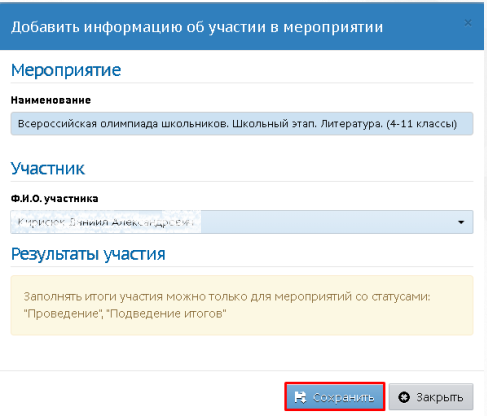 Добавить информацию об участии в мероприятии
×
Мероприятие
Наименование
Всероссийская олимпиада школьников. Школьный этап. Литература. (4-11 классы)
Участник
Ф.И.О. участника
Результаты участия
Заполнять итоги участия можно только для мероприятий со статусами:
"Проведение", "Подведение итогов"
Сохранить
Закрыть